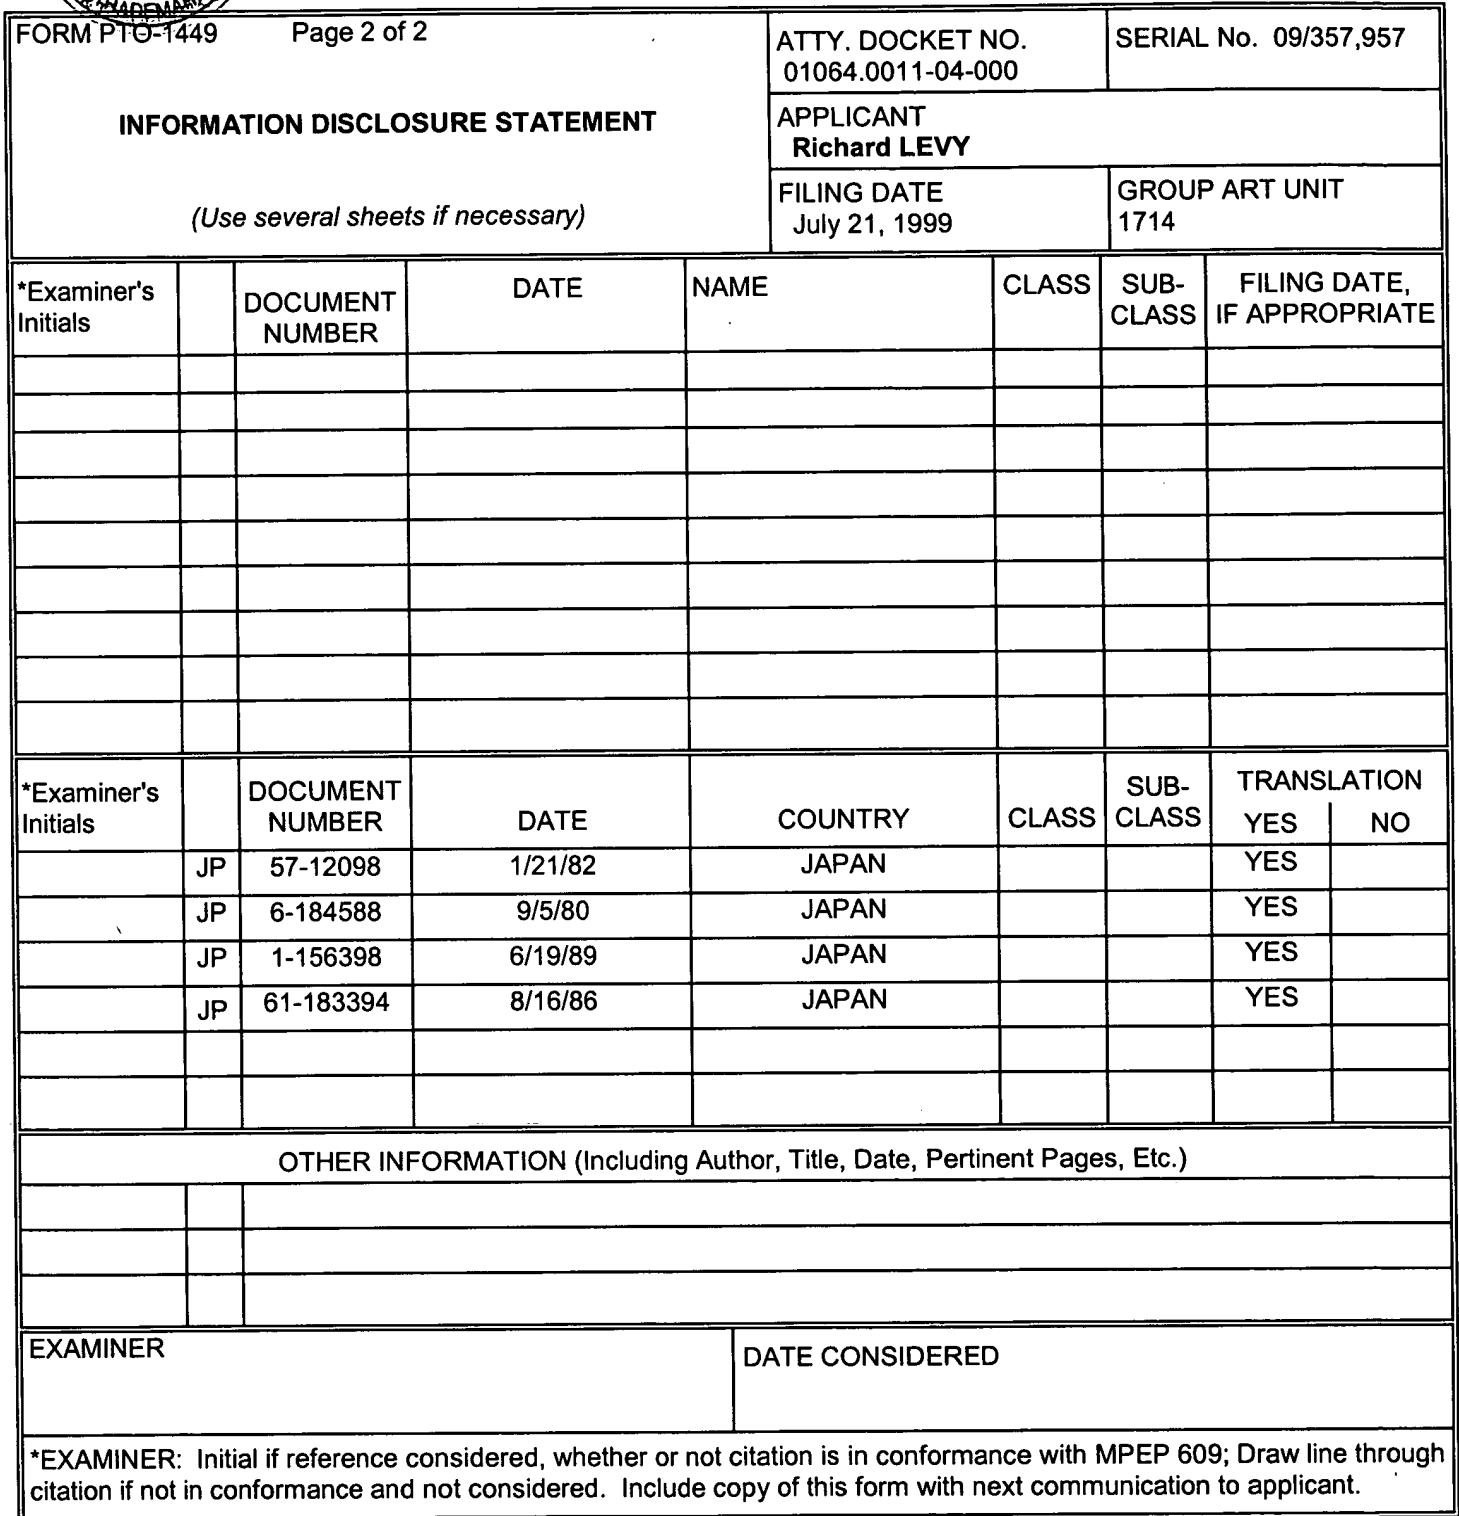 FORM PTO-1449 Page 2 of 2
INFORMATION DISCLOSURE STATEMENT
(Use several sheets if necessary)
ATTY. DOCKET NO.
01064.0011-04-000
SERIAL No. 09/357,957
APPLICANT
Richard LEVY
FILING DATE
July 21, 1999
GROUP ART UNIT
1714
*Examiner's
Initials
DOCUMENT
NUMBER
DATE
NAME
CLASS
SUB-
CLASS
FILING DATE,
IF APPROPRIATE
*Examiner's
Initials
DOCUMENT
NUMBER
DATE
COUNTRY
CLASS
SUB-
CLASS
TRANSLATION
YES NO
JP 57-12098 1/21/82 JAPAN YES
JP 6-184588 9/5/80 JAPAN YES
JP 1-156398 6/19/89 JAPAN YES
JP 61-183394 8/16/86 JAPAN YES
OTHER INFORMATION (Including Author, Title, Date, Pertinent Pages, Etc.)
EXAMINER
DATE CONSIDERED
*EXAMINER: Initial if reference considered, whether or not citation is in conformance with MPEP 609; Draw line through
citation if not in conformance and not considered. Include copy of this form with next communication to applicant.